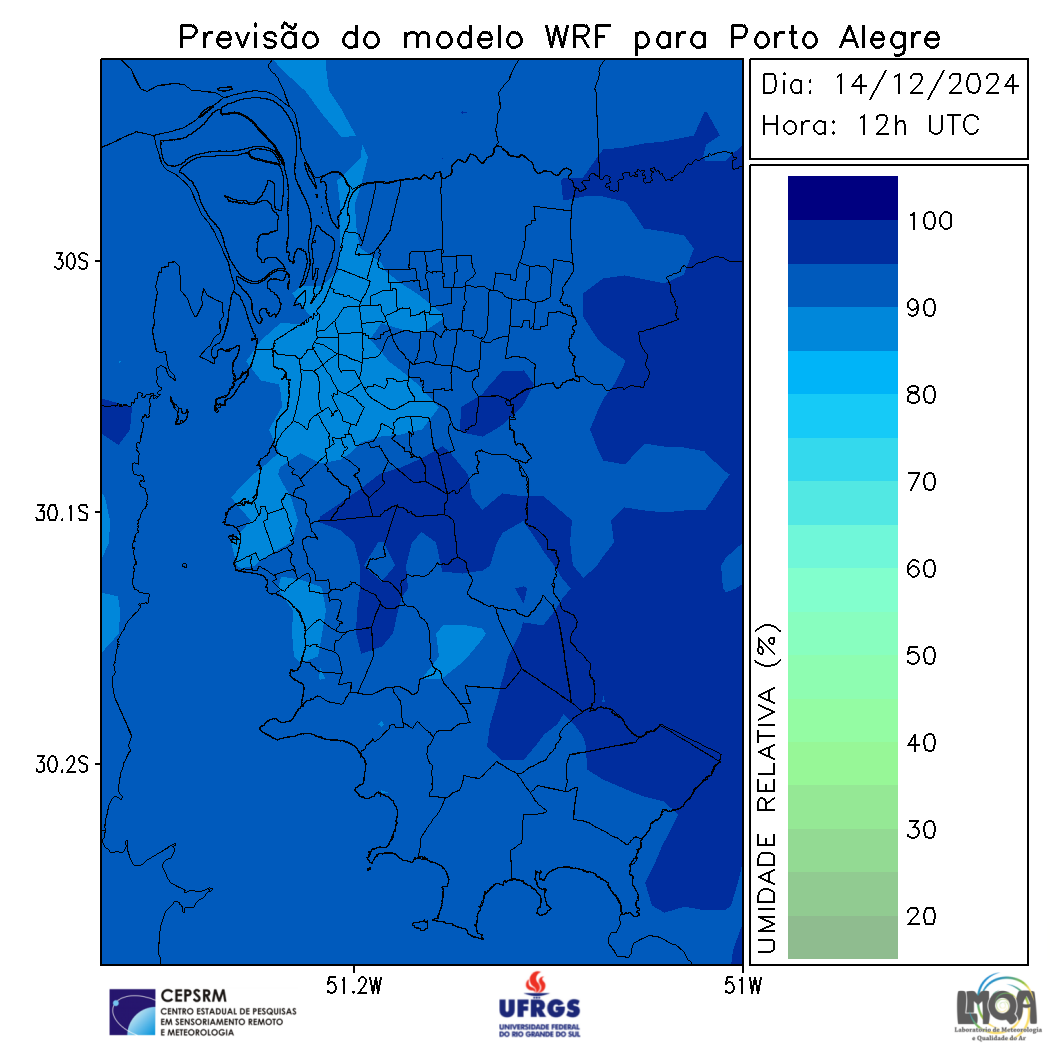 Previsão do modelo WRF para Porto Alegre
Dia: 14/12/2024
Hora: 12h UTC
30S
30.1S
30.2S
51.2W
51W
UMIDADE RELATIVA (%)
100
90
80
70
60
50
40
30
20
CEPSRM
CENTRO ESTADUAL DE PESQUISAS
EM SENSORIAMENTO REMOTO
E METEOROLOGIA
UFRGS
UNIVERSIDADE FEDERAL
DO RIO GRANDE DO SUL
LMQA
Laboratório de Meteorologia
e Qualidade do Ar